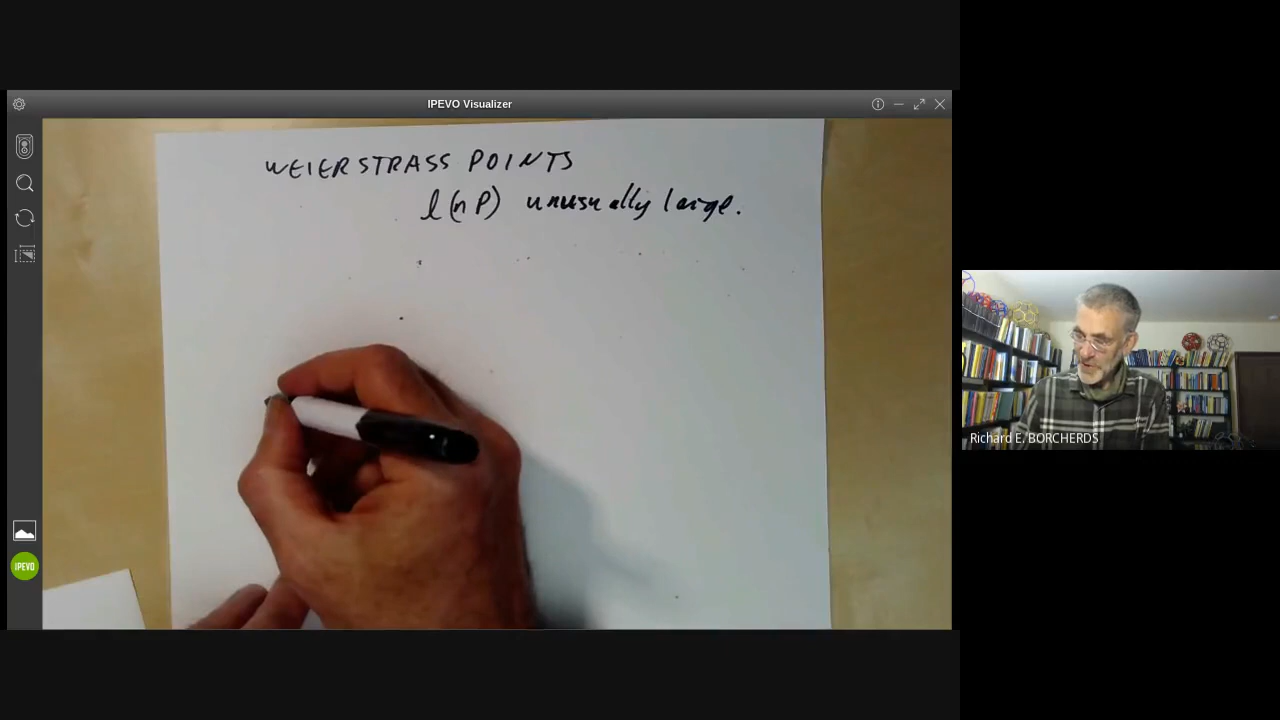 IPEVO Visualizer
WEIERSTRASS POINTS
l(nP) unusually large.
IPEVO
Richard E. BORCHERDS